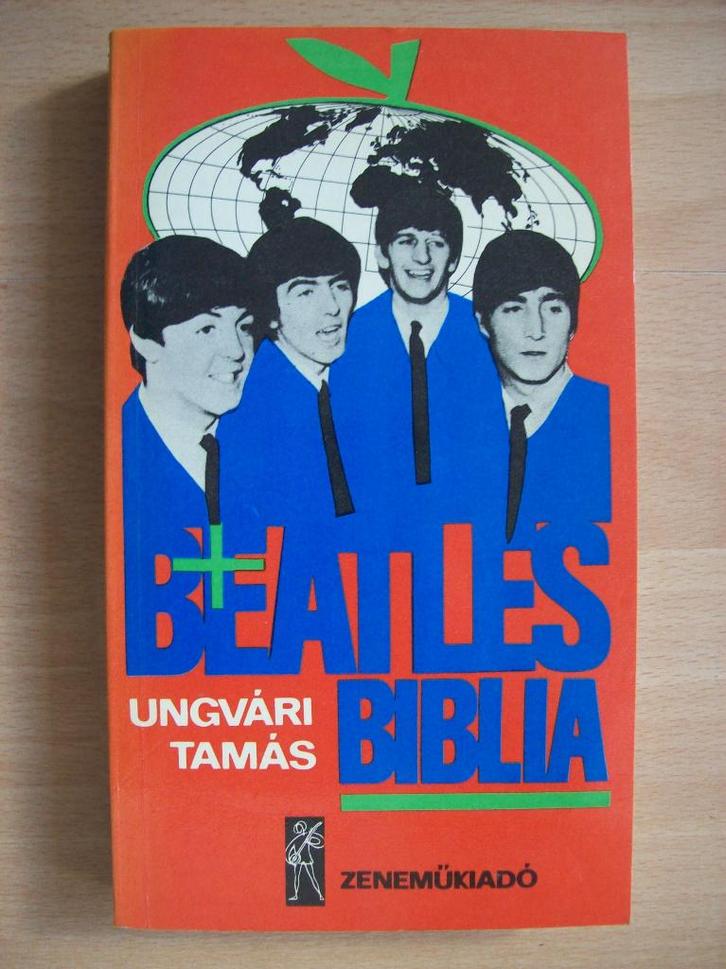 BEATLES
BIBLIA
UNGVÁRI
TAMÁS
ZENEMŰKIADÓ